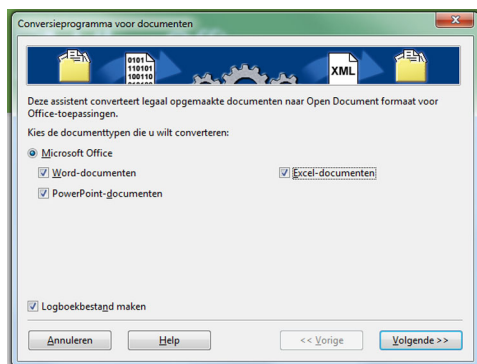 Conversieprogramma voor documenten
0101
110101
100110
XML
Deze assistent converteert legaal opgemaakte documenten naar Open Document formaat voor
Office-toepassingen.
Kies de documenttypen die u wilt converteren:
Microsoft Office
Word-documenten
Excel-documenten
PowerPoint-documenten
Logboekbestand maken
Annuleren
Help
<< Vorige
Volgende >>